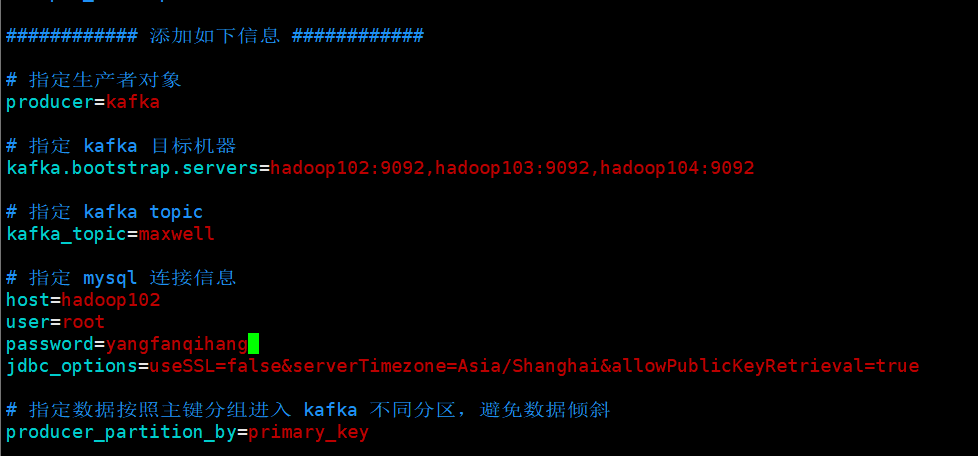 ############ 添加如下信息 ############
# 指定生产者对象
producer=kafka
# 指定 kafka 目标机器
kafka.bootstrap.servers=hadoop102:9092,hadoop103:9092,hadoop104:9092
# 指定 kafka topic
kafka_topic=maxwell
# 指定 mysql 连接信息
host=hadoop102
user=root
password=yangfanqihang
jdbc_options=useSSL=false&serverTimezone=Asia/Shanghai&allowPublicKeyRetrieval=true
# 指定数据按照主键分组进入 kafka 不同分区，避免数据倾斜
producer_partition_by=primary_key